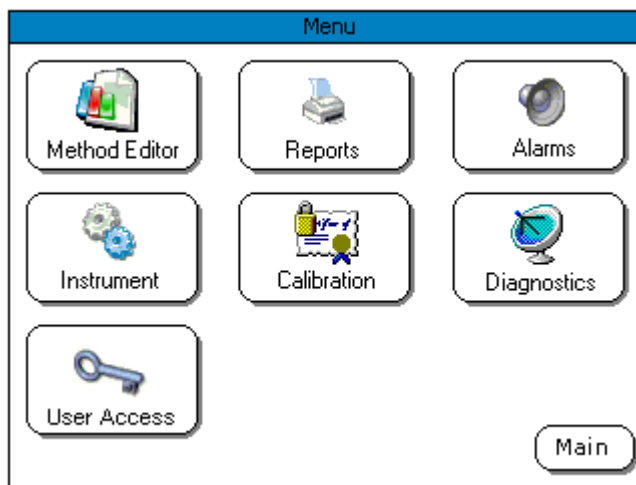 Menu
Method Editor
Reports
Alarms
Instrument
Calibration
Diagnostics
User Access
Main